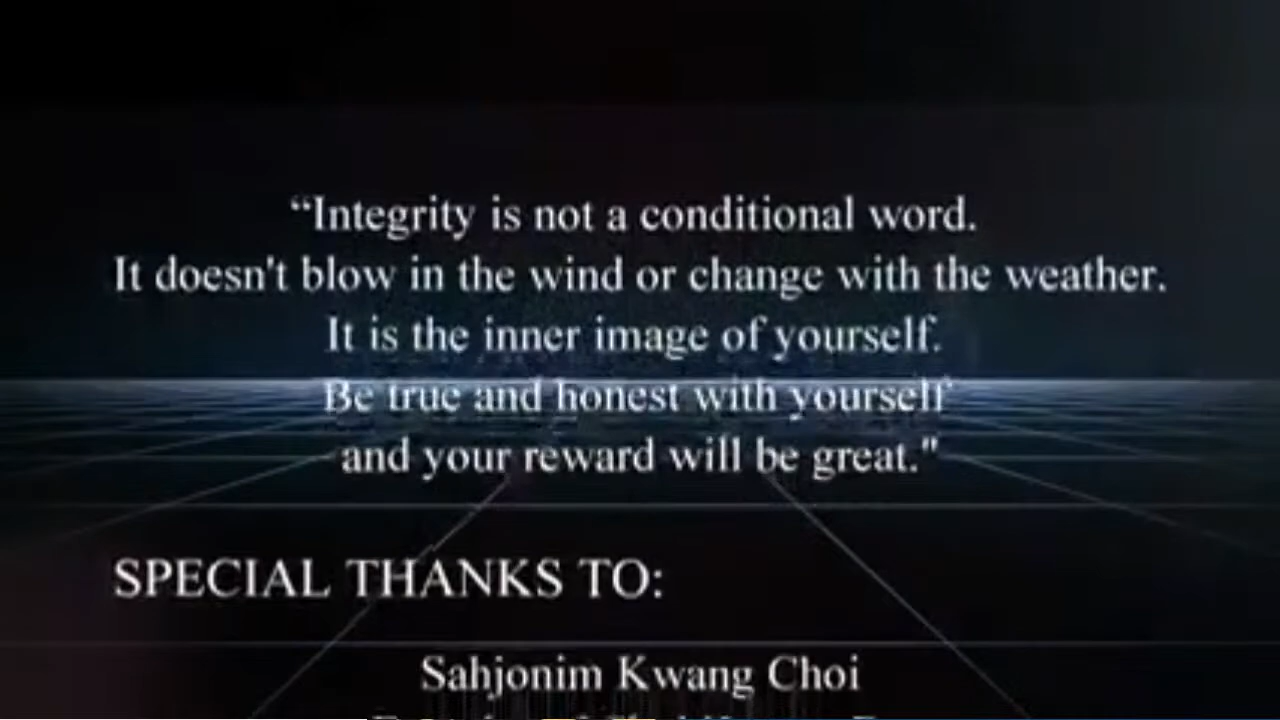 “Integrity is not a conditional word.
It doesn't blow in the wind or change with the weather.
It is the inner image of yourself.
Be true and honest with yourself
and your reward will be great."
SPECIAL THANKS TO:
Sahjonim Kwang Choi